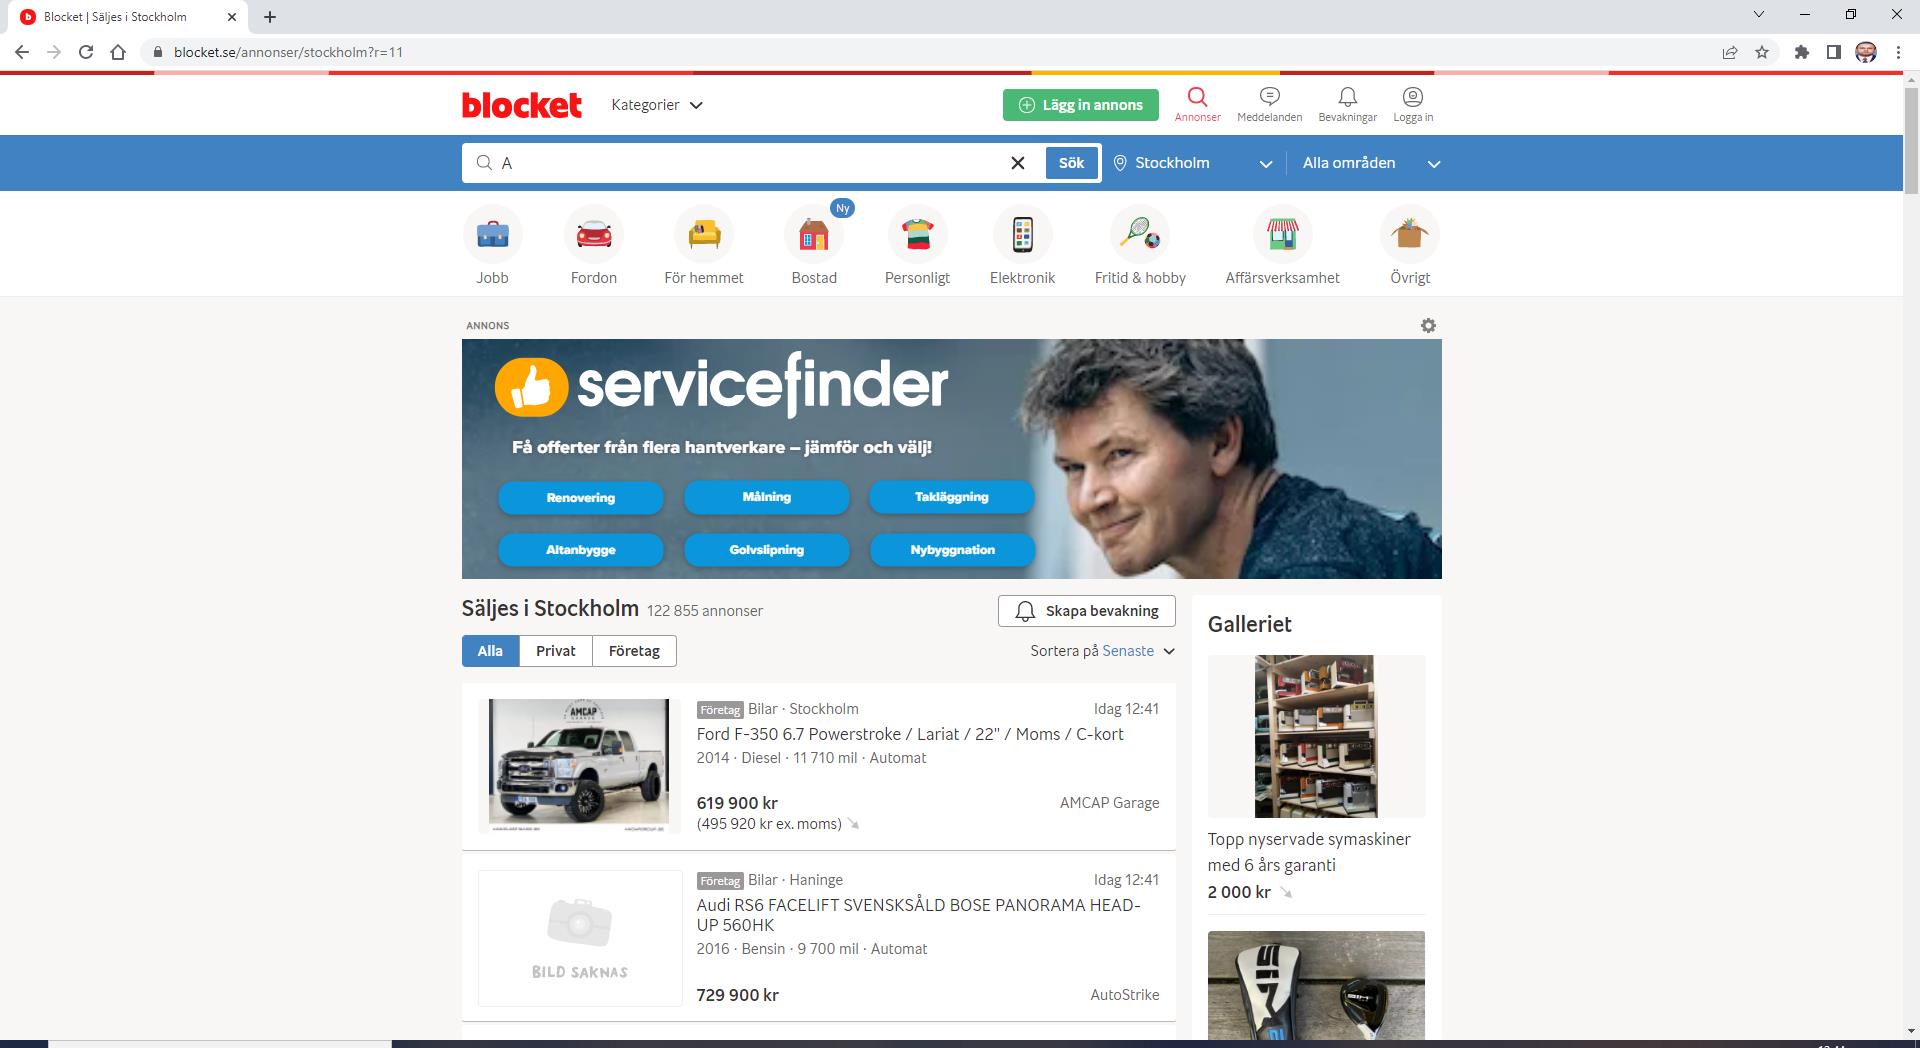 Blocket | Säljes i Stockholm
blocket.se/annonser/stockholm?r=11
blocket
Kategorier
Lägg in annons
Annonser
Meddelanden
Bevakningar
Logga in
A
Sök
Stockholm
Alla områden
Ny
Jobb
Fordon
För hemmet
Bostad
Personligt
Elektronik
Fritid & hobby
Affärsverksamhet
Övrigt
ANNONS
servicefinder
Få offerter från flera hantverkare – jämför och välj!
Renovering
Målning
Takläggning
Altanbygge
Golvslipning
Nybyggnation
Säljes i Stockholm 122 855 annonser
Skapa bevakning
Alla
Privat
Företag
Sortera på Senaste
AMCAP
Företag Bilar · Stockholm
Idag 12:41
Ford F-350 6.7 Powerstroke / Lariat / 22" / Moms / C-kort
2014 · Diesel · 11 710 mil · Automat
619 900 kr
(495 920 kr ex. moms)
AMCAP Garage
BILD SAKNAS
Företag Bilar · Haninge
Idag 12:41
Audi RS6 FACELIFT SVENSKSÅLD BOSE PANORAMA HEAD-
UP 560HK
2016 · Bensin · 9 700 mil · Automat
729 900 kr
AutoStrike
Galleriet
Topp nyservade symaskiner
med 6 års garanti
2 000 kr